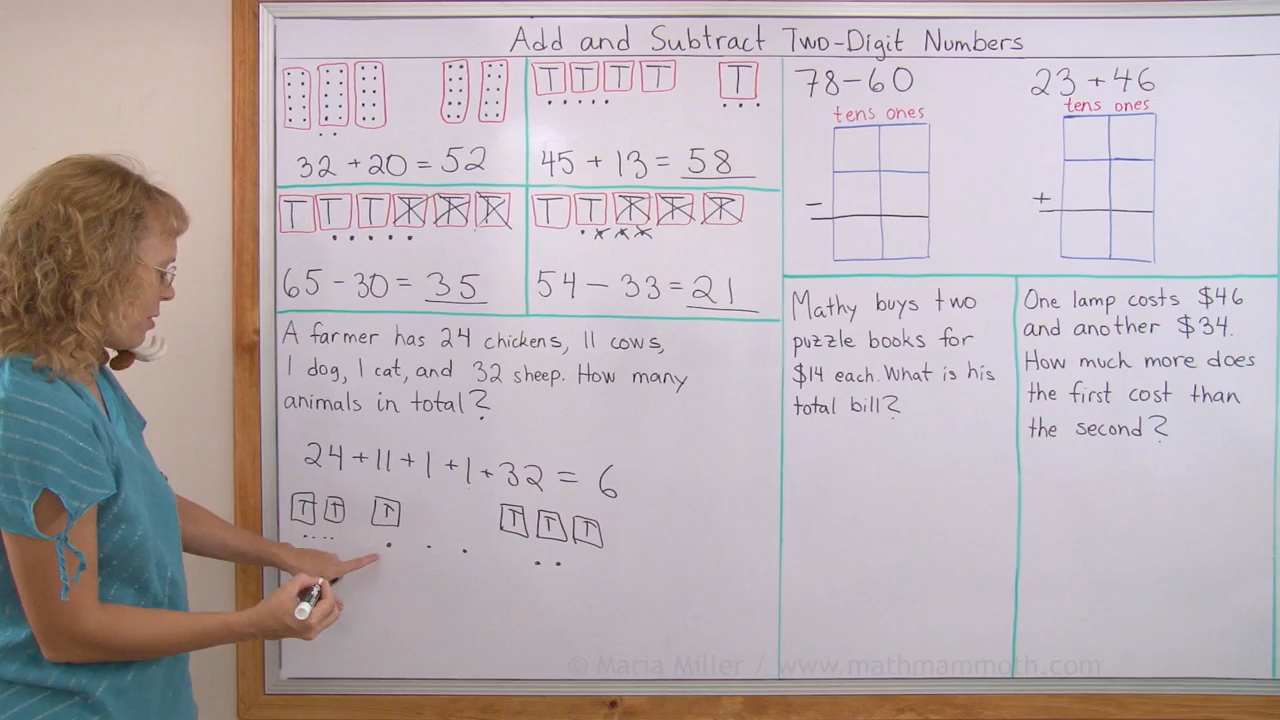 Add and Subtract Two-Digit Numbers
32 + 20 = 52
T T T T T
45 + 13 = 58
T T T T T T
65 - 30 = 35
T T T T T
54 - 33 = 21
A farmer has 24 chickens, 11 cows,
1 dog, 1 cat, and 32 sheep. How many
animals in total?
24 + 11 + 1 + 1 + 32 = 6
T T T T T T
78 - 60
tens ones
-
23 + 46
tens ones
+
Mathy buys two
puzzle books for
$14 each. What is his
total bill?
One lamp costs $46
and another $34.
How much more does
the first cost than
the second?
© Maria Miller / www.mathmammoth.com